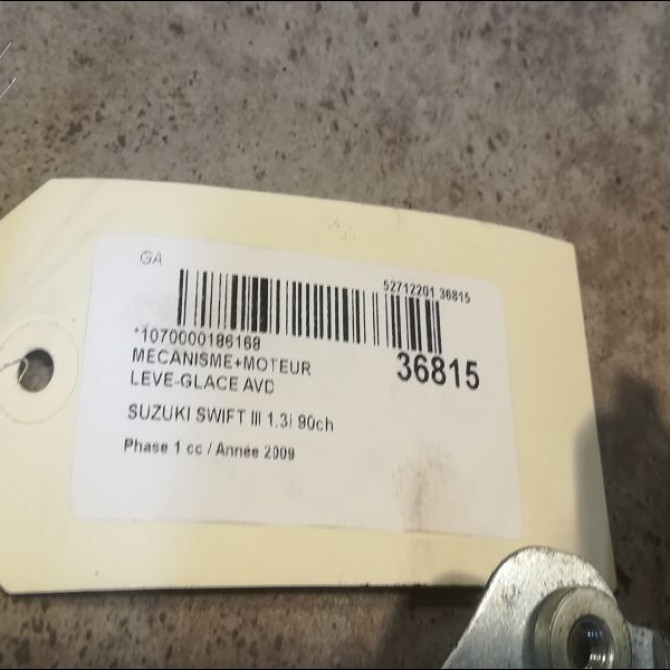 GA
52712201 36815
*1070000186168
36815
MECANISME+MOTEUR
LEVE-GLACE AVD
SUZUKI SWIFT III 1.3i 90ch
Phase 1 cc / Année 2009